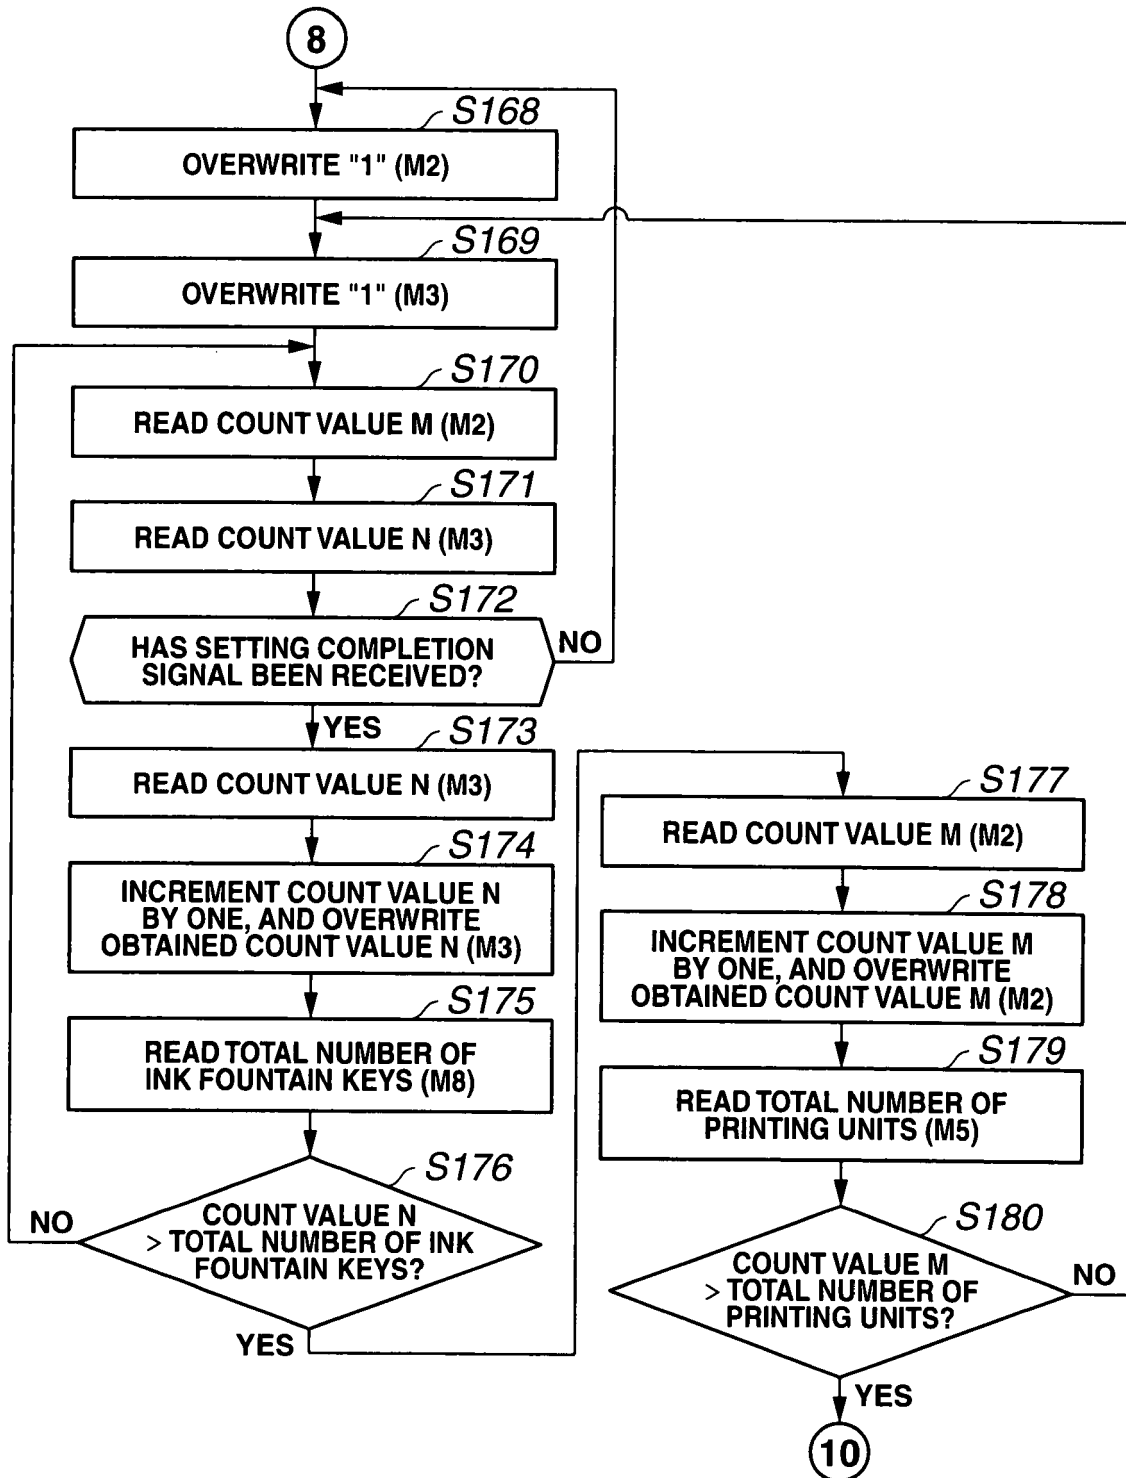 8
S168
OVERWRITE "1" (M2)
S169
OVERWRITE "1" (M3)
S170
READ COUNT VALUE M (M2)
S171
READ COUNT VALUE N (M3)
S172
HAS SETTING COMPLETION
SIGNAL BEEN RECEIVED?
NO
YES
S173
READ COUNT VALUE N (M3)
S174
INCREMENT COUNT VALUE N
BY ONE, AND OVERWRITE
OBTAINED COUNT VALUE N (M3)
S175
READ TOTAL NUMBER OF
INK FOUNTAIN KEYS (M8)
S176
COUNT VALUE N
> TOTAL NUMBER OF INK
FOUNTAIN KEYS?
NO
YES
S177
READ COUNT VALUE M (M2)
S178
INCREMENT COUNT VALUE M
BY ONE, AND OVERWRITE
OBTAINED COUNT VALUE M (M2)
S179
READ TOTAL NUMBER OF
PRINTING UNITS (M5)
S180
COUNT VALUE M
> TOTAL NUMBER OF
PRINTING UNITS?
NO
YES
10